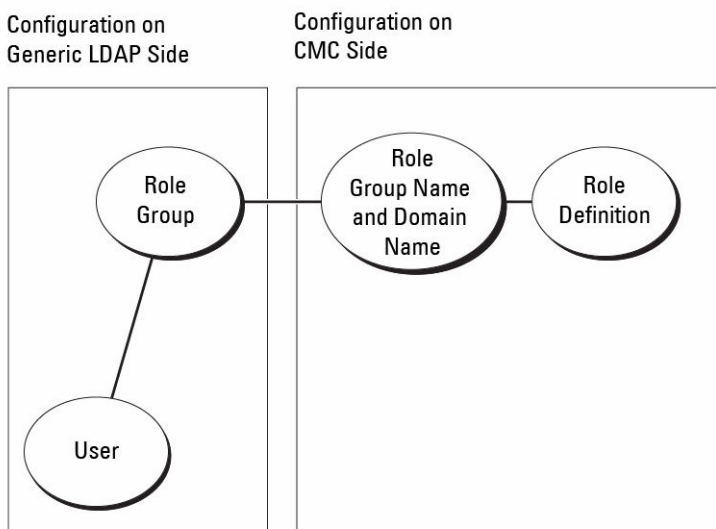 Configuration on
Generic LDAP Side
Configuration on
CMC Side
Role
Group
Role
Group Name
and Domain
Name
Role
Definition
User